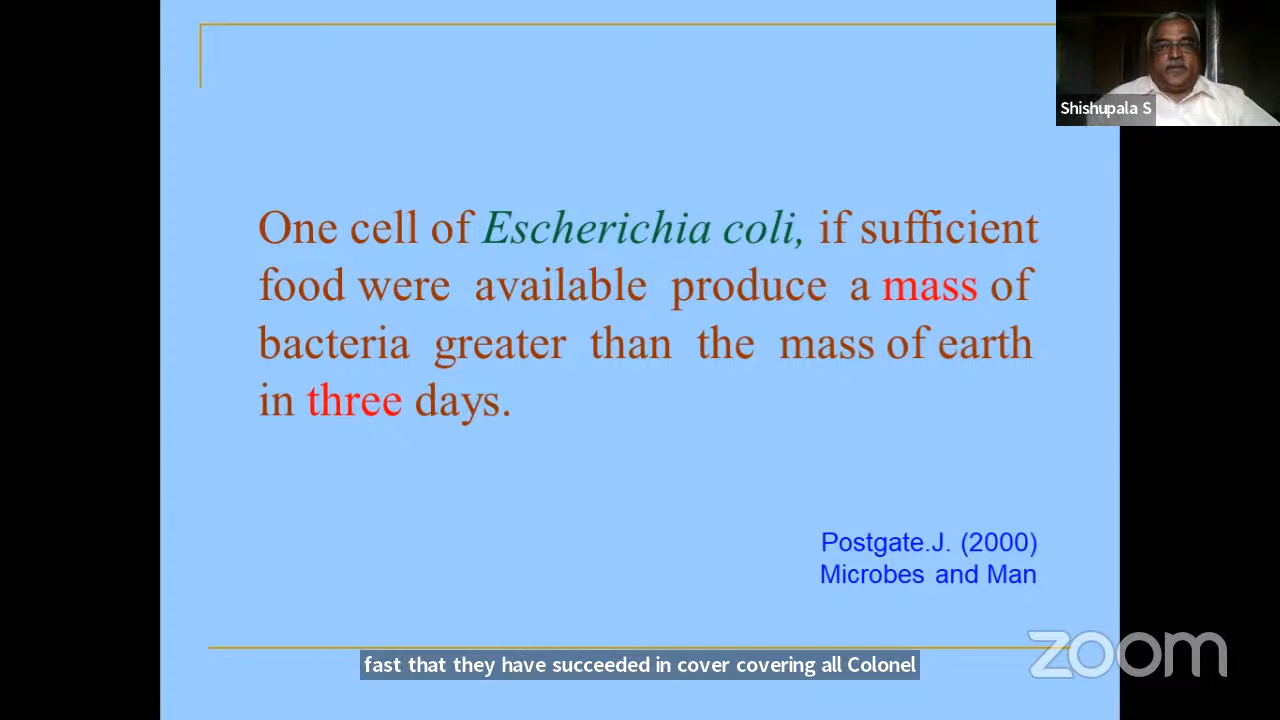 Shishupala S
One cell of Escherichia coli, if sufficient
food were available produce a mass of
bacteria greater than the mass of earth
in three days.
Postgate.J. (2000)
Microbes and Man
zoom
fast that they have succeeded in cover covering all Colonel